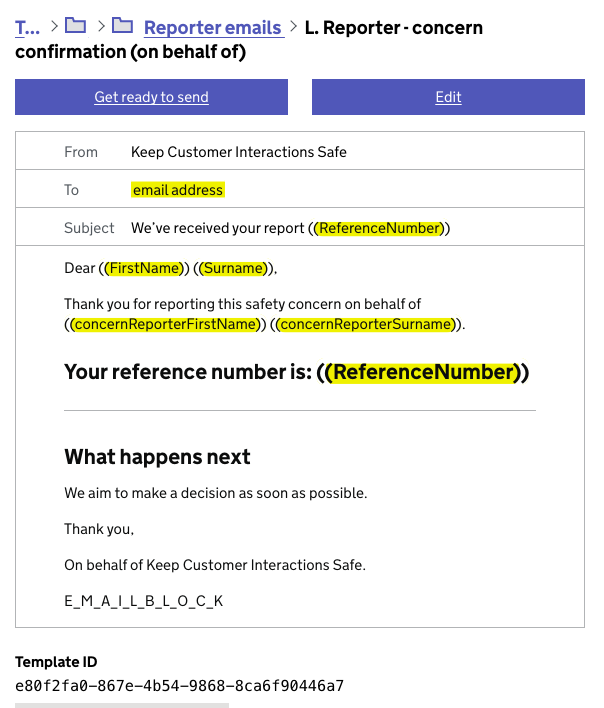 T... > > Reporter emails > L. Reporter - concern
confirmation (on behalf of)
Get ready to send Edit
From Keep Customer Interactions Safe
To email address
Subject We’ve received your report ((ReferenceNumber))
Dear ((FirstName)) ((Surname)),
Thank you for reporting this safety concern on behalf of
((concernReporterFirstName)) ((concernReporterSurname)).
Your reference number is: ((ReferenceNumber))
What happens next
We aim to make a decision as soon as possible.
Thank you,
On behalf of Keep Customer Interactions Safe.
E_M_A_I_L_B_L_O_C_K
Template ID
e80f2fa0-867e-4b54-9868-8ca6f90446a7